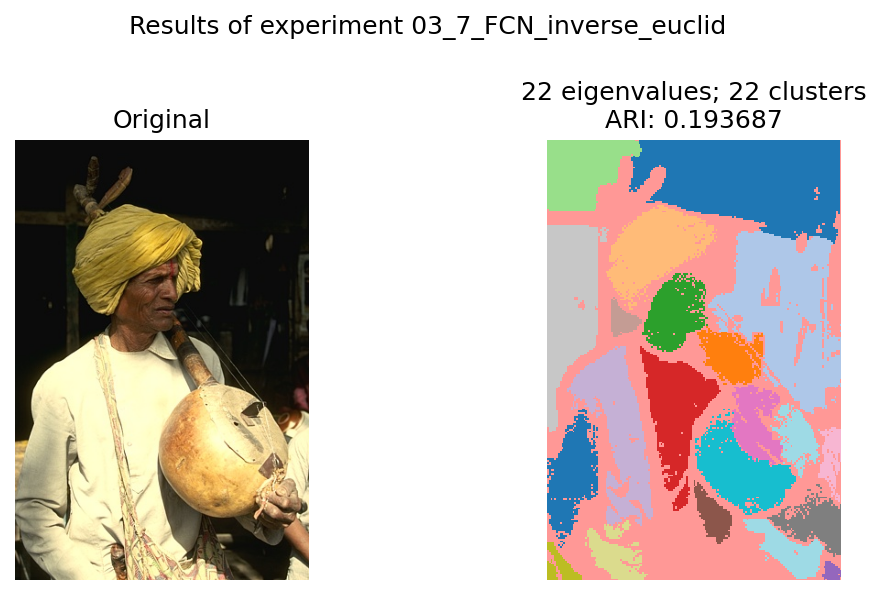 Results of experiment 03_7_FCN_inverse_euclid
Original
22 eigenvalues; 22 clusters
ARI: 0.193687